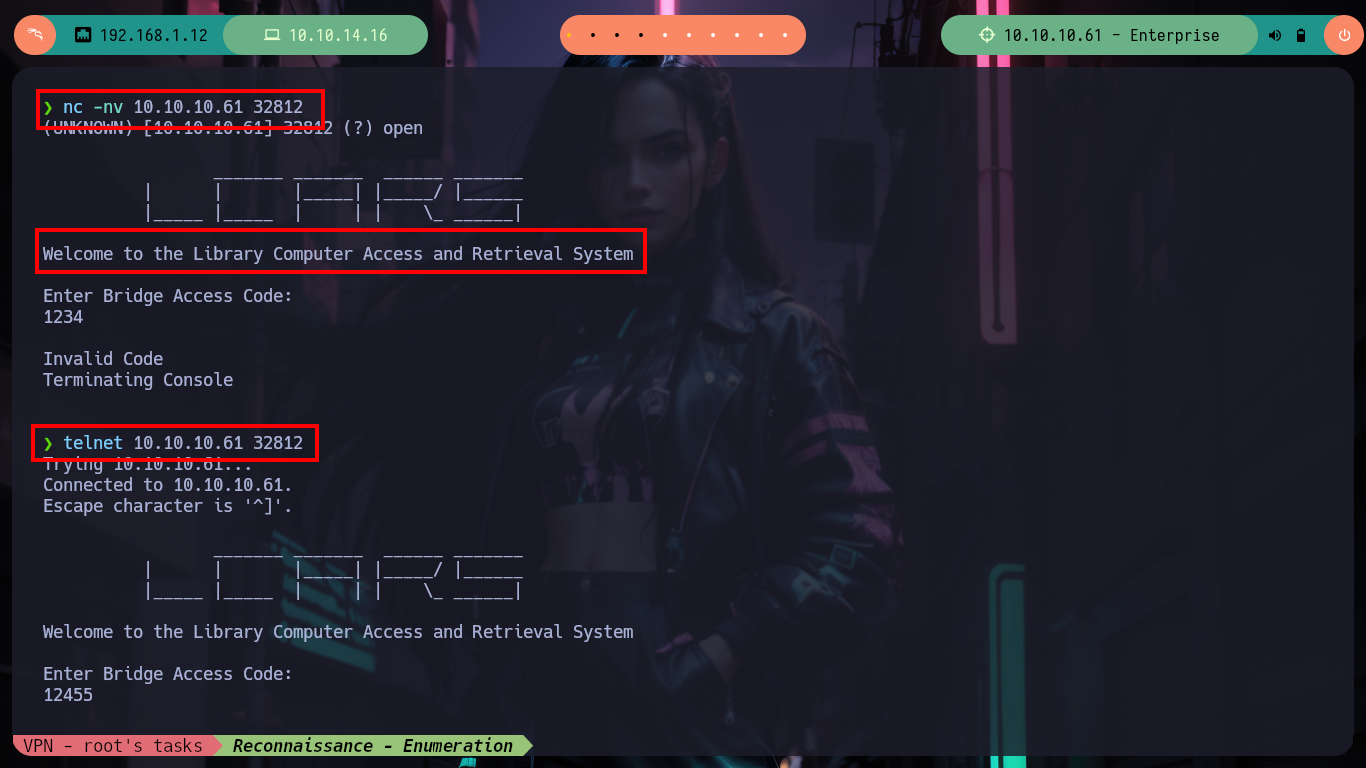 192.168.1.12 10.10.14.16 10.10.10.61 - Enterprise
❯ nc -nv 10.10.10.61 32812
(UNKNOWN) [10.10.10.61] 32812 (?) open
                 _______ _______  ______ _______
          |      |       |_____| |_____/ |______
          |_____ |_____  |     | |    \_ ______|
Welcome to the Library Computer Access and Retrieval System
Enter Bridge Access Code:
1234
Invalid Code
Terminating Console
❯ telnet 10.10.10.61 32812
Trying 10.10.10.61...
Connected to 10.10.10.61.
Escape character is '^]'.
                 _______ _______  ______ _______
          |      |       |_____| |_____/ |______
          |_____ |_____  |     | |    \_ ______|
Welcome to the Library Computer Access and Retrieval System
Enter Bridge Access Code:
12455
VPN - root's tasks Reconnaissance - Enumeration